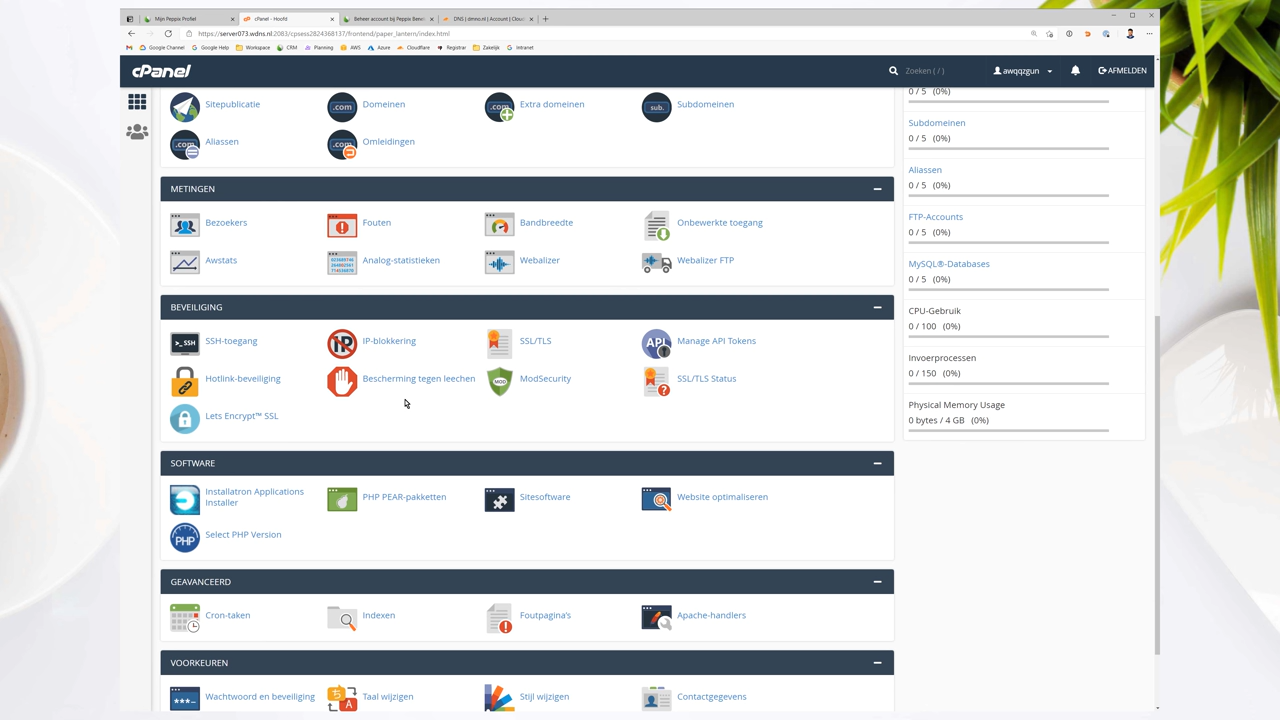 Mijn Peppix Profiel
cPanel - Hoofd
Beheer account bij Peppix Behee
DNS | dmno.nl | Account | Clou
https://server073.wdns.nl:2083/cpsess2824368137/frontend/paper_lantern/index.html
Google Channel
Google Help
Workspace
CRM
Planning
AWS
Azure
Cloudflare
Registrar
Zakelijk
Intranet
cPanel
Zoeken ( / )
awqqzgun
AFMELDEN
Sitepublicatie
Domeinen
Extra domeinen
Subdomeinen
Aliassen
Omleidingen
METINGEN
Bezoekers
Fouten
Bandbreedte
Onbewerkte toegang
Awstats
Analog-statistieken
Webalizer
Webalizer FTP
BEVEILIGING
SSH-toegang
IP-blokkering
SSL/TLS
Manage API Tokens
Hotlink-beveiliging
Bescherming tegen leechen
ModSecurity
SSL/TLS Status
Lets Encrypt™ SSL
SOFTWARE
Installatron Applications
Installer
PHP PEAR-pakketten
Sitesoftware
Website optimaliseren
Select PHP Version
GEAVANCEERD
Cron-taken
Indexen
Foutpagina's
Apache-handlers
VOORKEUREN
Wachtwoord en beveiliging
Taal wijzigen
Stijl wijzigen
Contactgegevens
0 / 5 (0%)
Subdomeinen
0 / 5 (0%)
Aliassen
0 / 5 (0%)
FTP-Accounts
0 / 5 (0%)
MySQL®-Databases
0 / 5 (0%)
CPU-Gebruik
0 / 100 (0%)
Invoerprocessen
0 / 150 (0%)
Physical Memory Usage
0 bytes / 4 GB (0%)